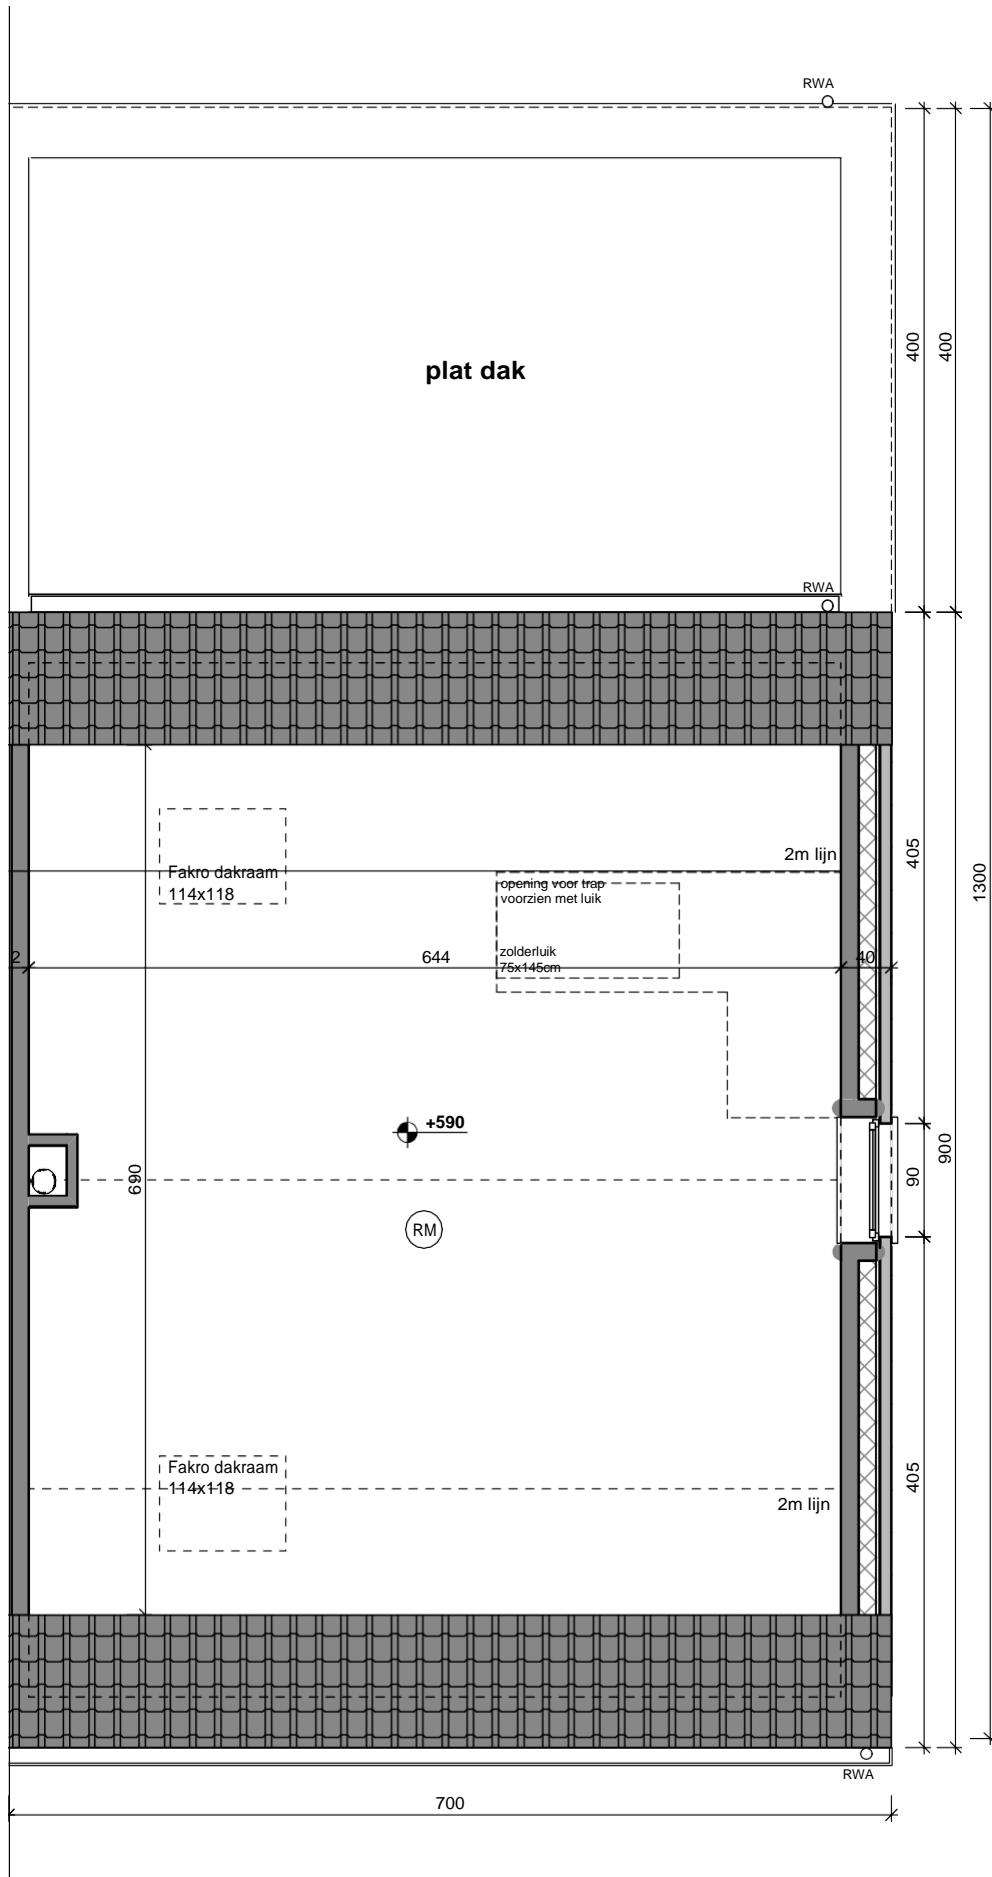 RWA
400
400
plat dak
RWA
405
1300
2m lijn
Fakro dakraam
114x118
opening voor trap
voorzien met luik
zolderluik
75x145cm
2
644
40
+590
690
90
900
RM
405
Fakro dakraam
114x118
2m lijn
RWA
700